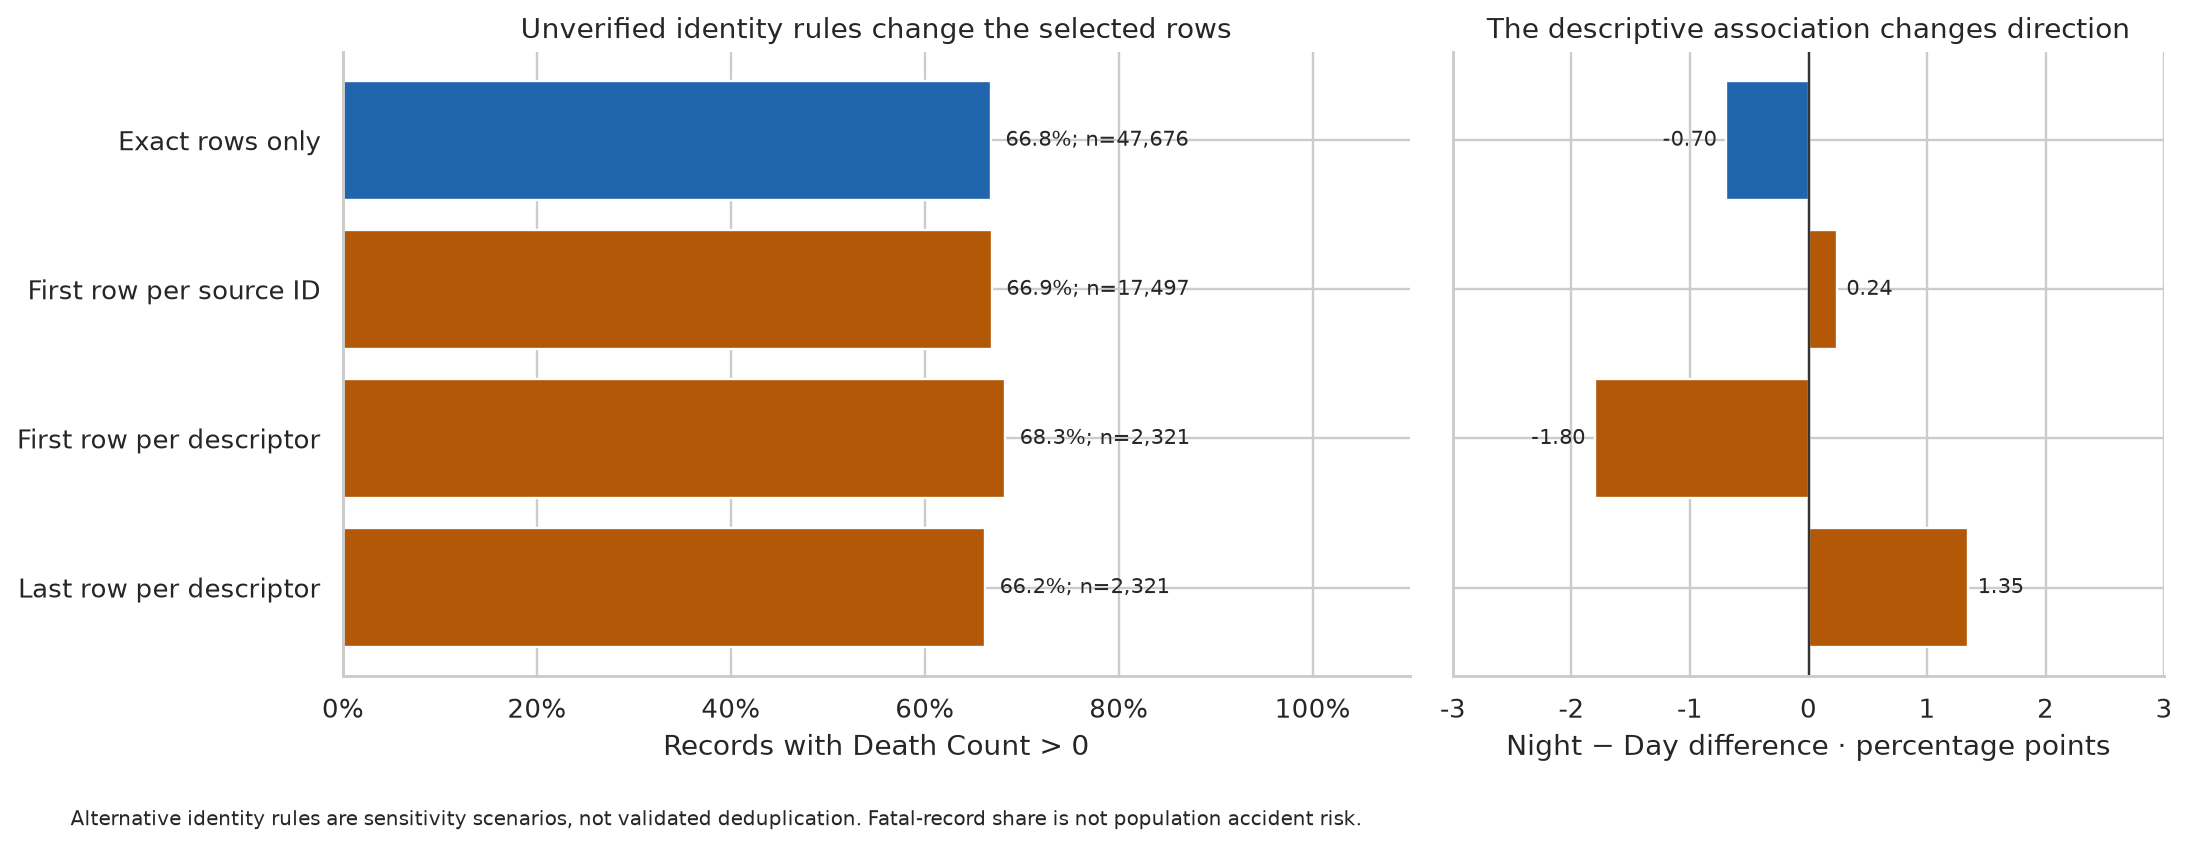 Unverified identity rules change the selected rows
Exact rows only
66.8%; n=47,676
First row per source ID
66.9%; n=17,497
First row per descriptor
68.3%; n=2,321
Last row per descriptor
66.2%; n=2,321
0% 20% 40% 60% 80% 100%
Records with Death Count > 0
The descriptive association changes direction
-0.70
0.24
-1.80
1.35
-3 -2 -1 0 1 2 3
Night − Day difference · percentage points
Alternative identity rules are sensitivity scenarios, not validated deduplication. Fatal-record share is not population accident risk.